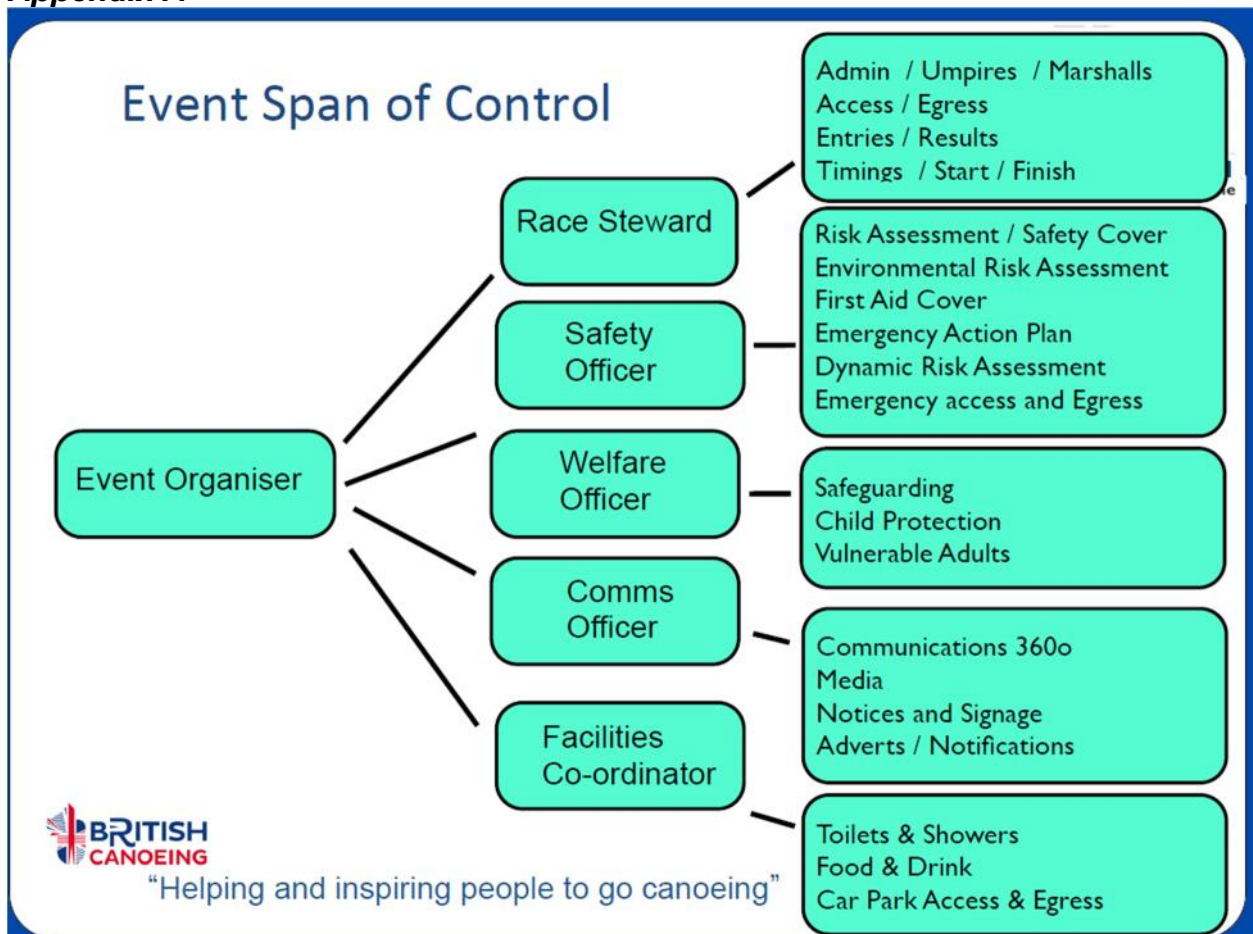 Event Span of Control
Event Organiser
Race Steward
Safety
Officer
Welfare
Officer
Comms
Officer
Facilities
Co-ordinator
Admin / Umpires / Marshalls
Access / Egress
Entries / Results
Timings / Start / Finish
Risk Assessment / Safety Cover
Environmental Risk Assessment
First Aid Cover
Emergency Action Plan
Dynamic Risk Assessment
Emergency access and Egress
Safeguarding
Child Protection
Vulnerable Adults
Communications 360o
Media
Notices and Signage
Adverts / Notifications
Toilets & Showers
Food & Drink
Car Park Access & Egress
BRITISH
CANOEING
“Helping and inspiring people to go canoeing”